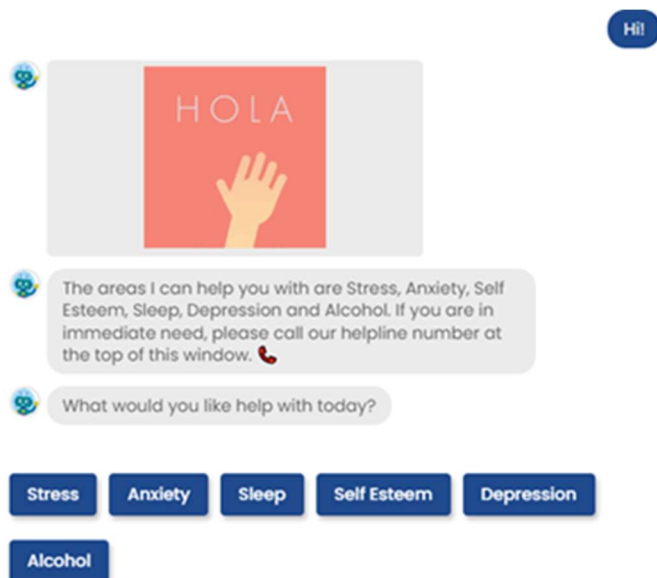 Hi!
HOLA
The areas I can help you with are Stress, Anxiety, Self
Esteem, Sleep, Depression and Alcohol. If you are in
immediate need, please call our helpline number at
the top of this window. 📞
What would you like help with today?
Stress Anxiety Sleep Self Esteem Depression
Alcohol